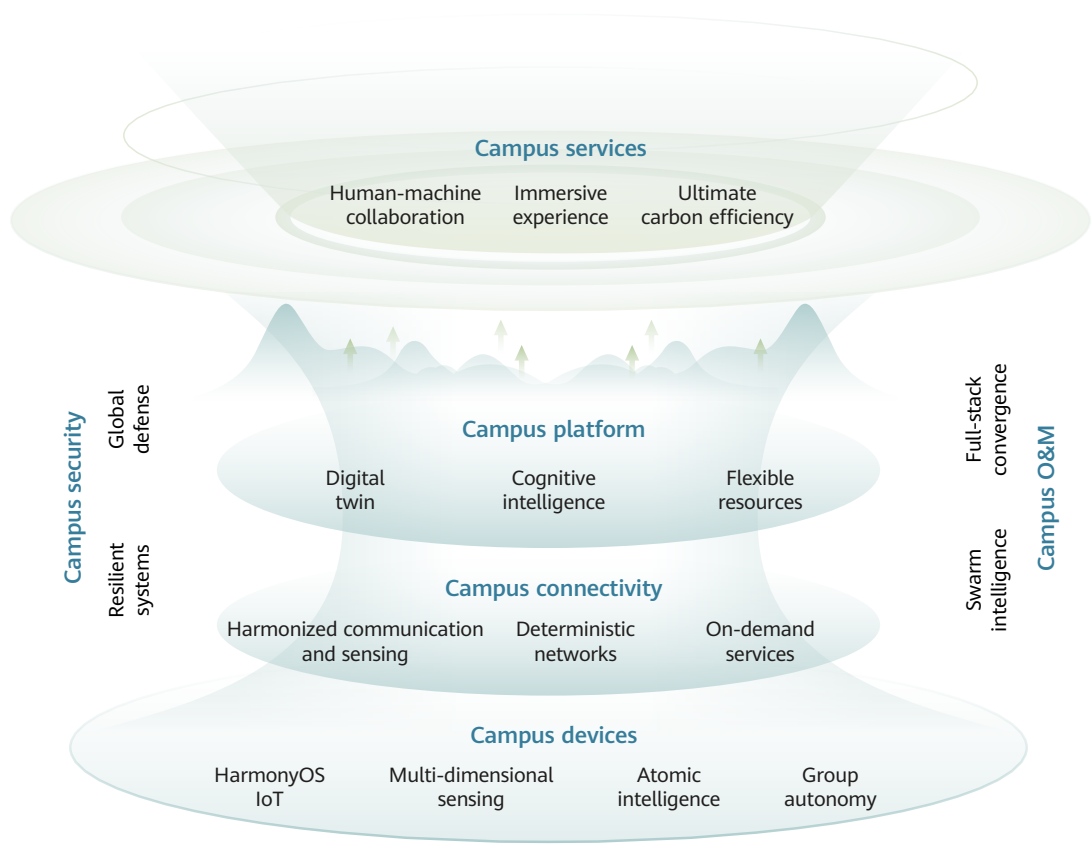 Campus services
Human-machine
collaboration
Immersive
experience
Ultimate
carbon efficiency
Campus security
Global
defense
Resilient
systems
Campus platform
Digital
twin
Cognitive
intelligence
Flexible
resources
Campus connectivity
Harmonized communication
and sensing
Deterministic
networks
On-demand
services
Campus devices
HarmonyOS
IoT
Multi-dimensional
sensing
Atomic
intelligence
Group
autonomy
Full-stack
convergence
Swarm
intelligence
Campus O&M